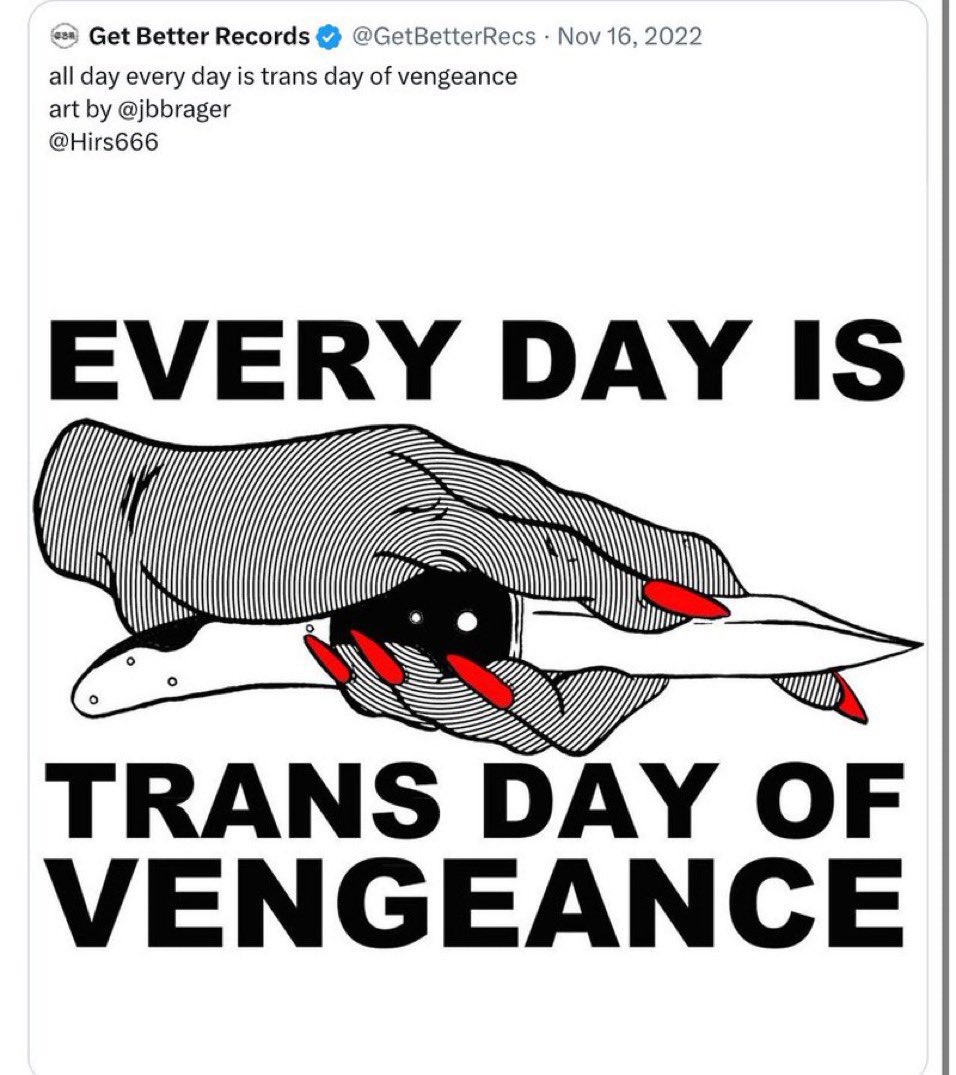 Get Better Records @GetBetterRecs · Nov 16, 2022
all day every day is trans day of vengeance
art by @jbbrager
@Hirs666
EVERY DAY IS
TRANS DAY OF
VENGEANCE